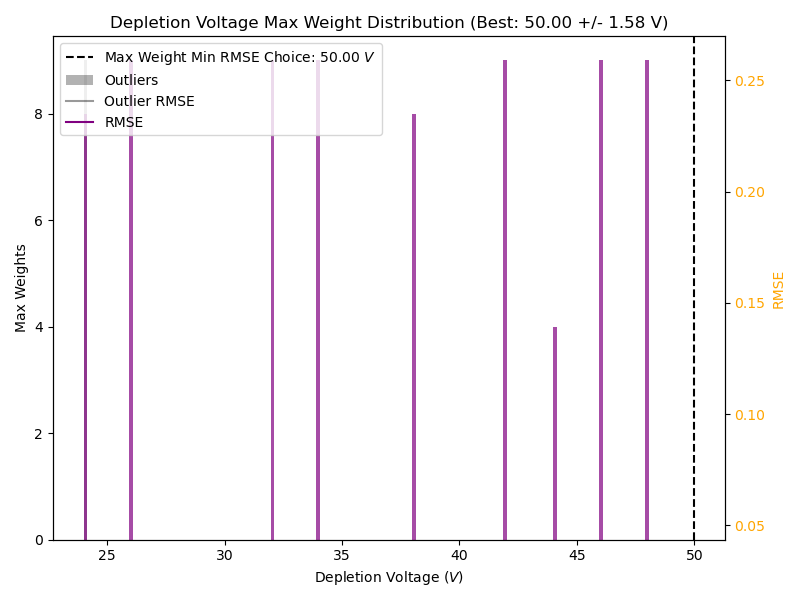 Depletion Voltage Max Weight Distribution (Best: 50.00 +/- 1.58 V)
Max Weight Min RMSE Choice: 50.00 V
Outliers
Outlier RMSE
RMSE
Max Weights
8
6
4
2
0
25
30
35
40
45
50
Depletion Voltage (V)
0.25
0.20
0.15
0.10
0.05
RMSE